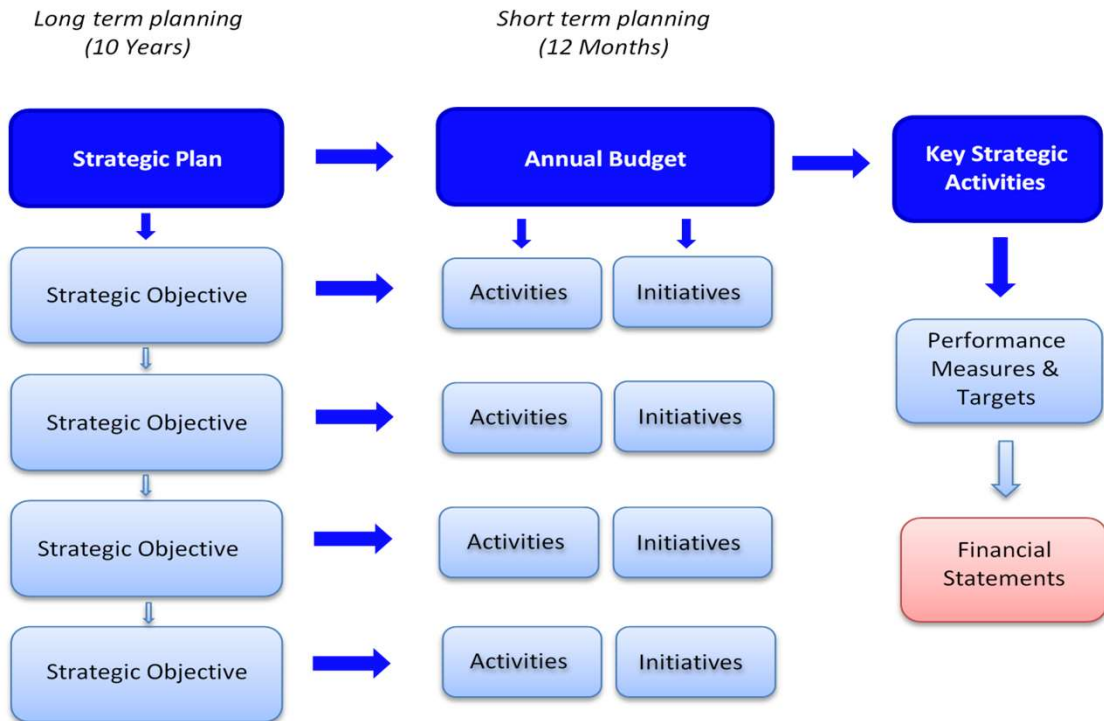 Long term planning
(10 Years)
Short term planning
(12 Months)
Strategic Plan
Annual Budget
Key Strategic
Activities
Strategic Objective
Activities
Initiatives
Performance
Measures &
Targets
Strategic Objective
Activities
Initiatives
Strategic Objective
Activities
Initiatives
Financial
Statements
Strategic Objective
Activities
Initiatives